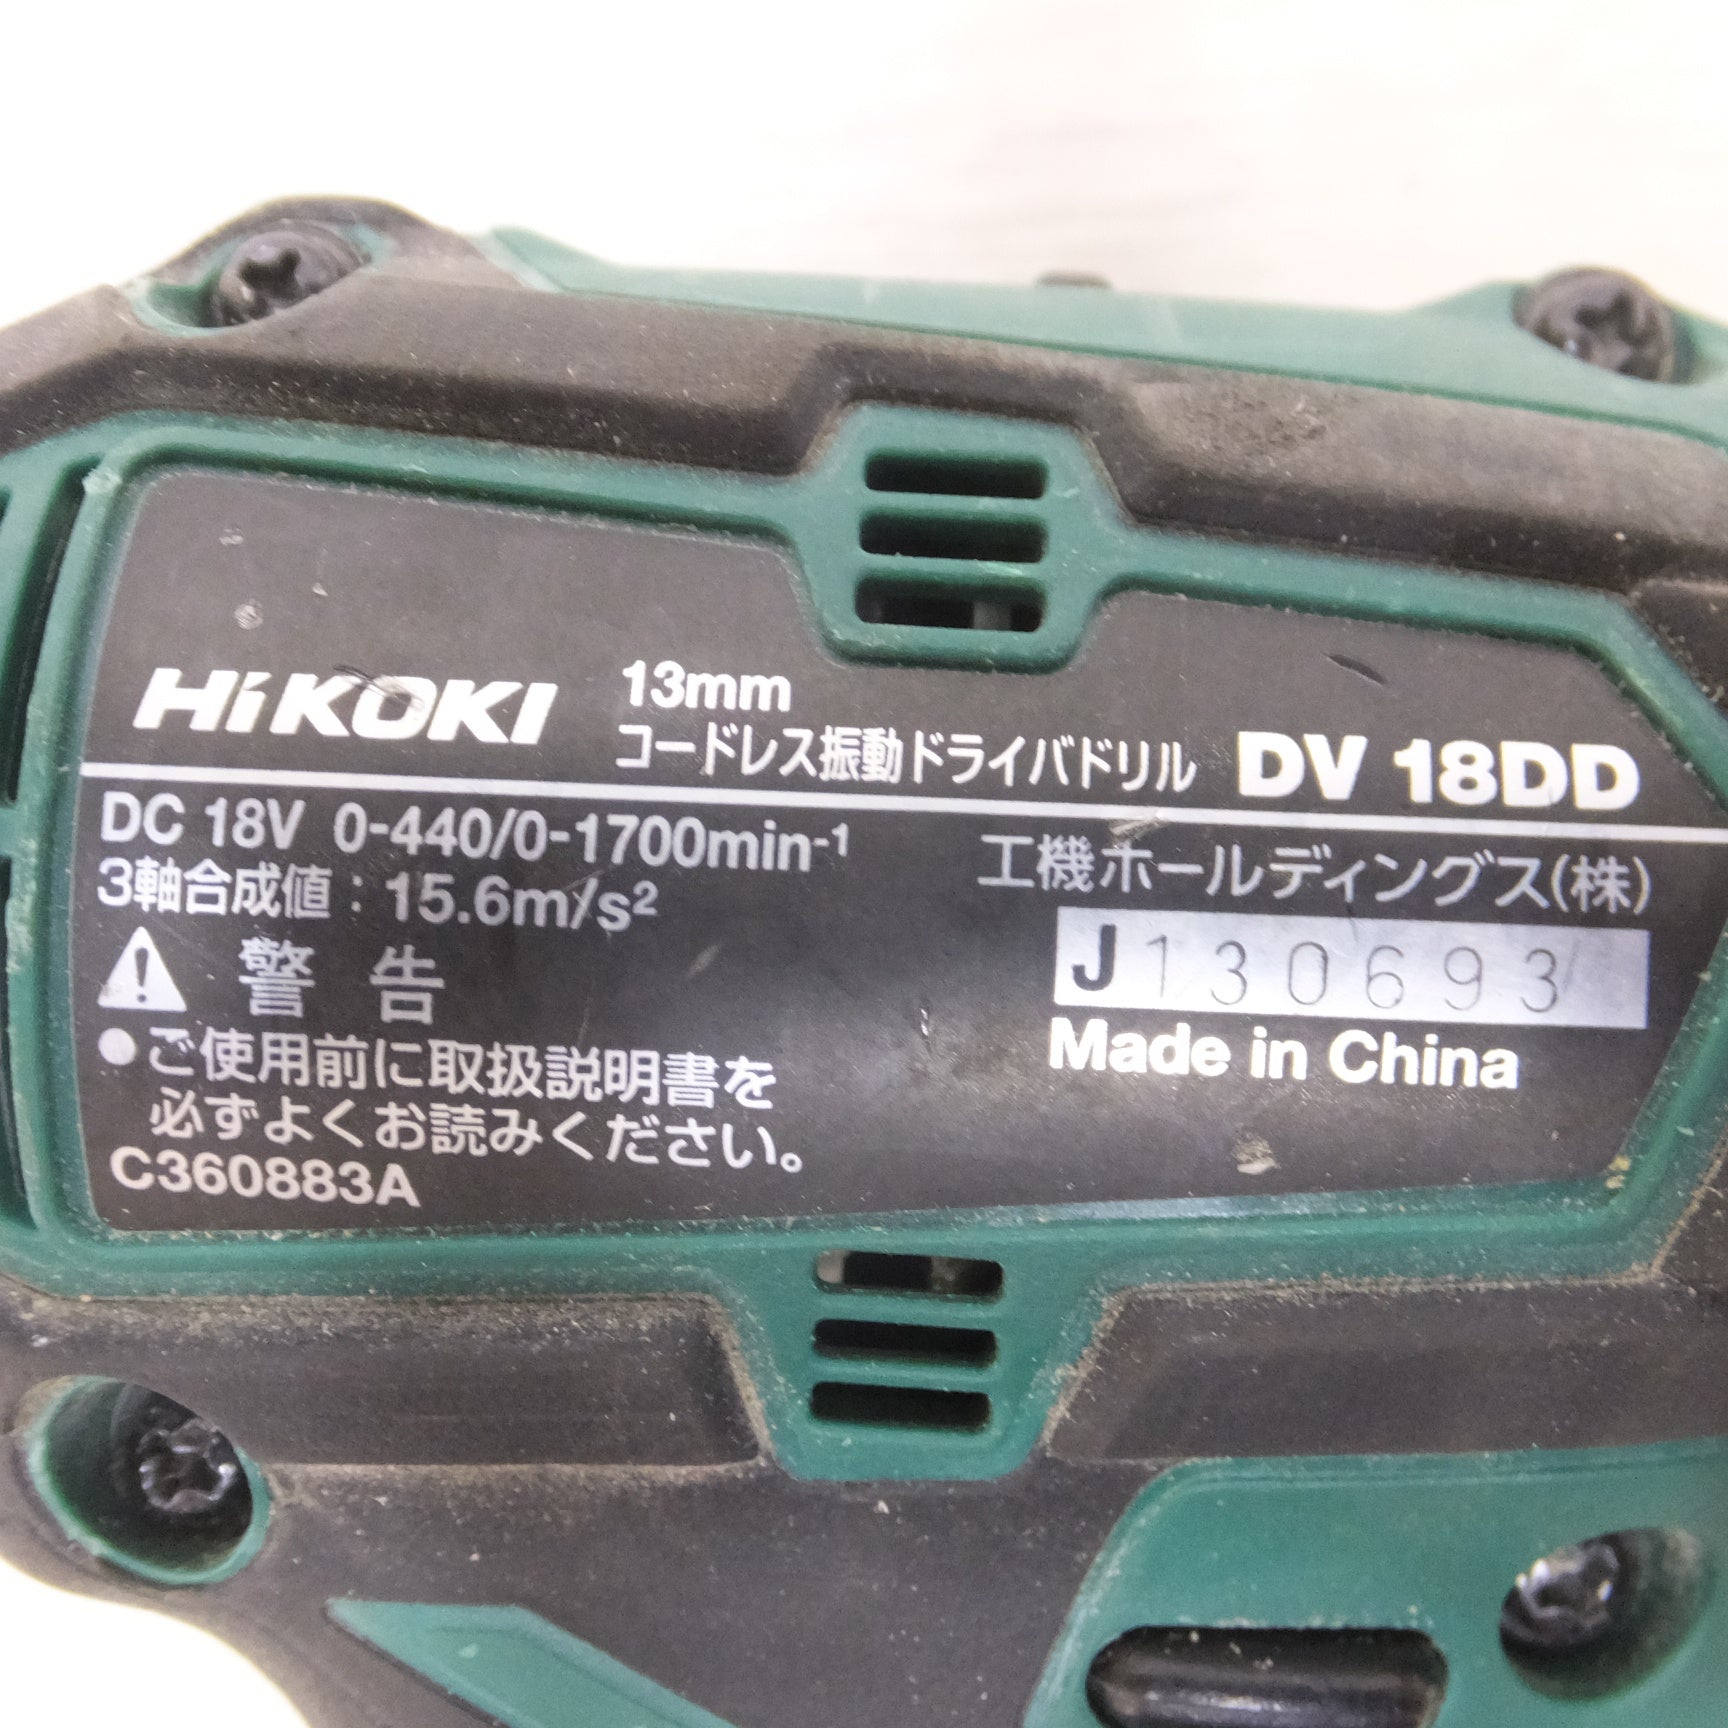 HiKOKI
13mm
コードレス振動ドライバドリル DV 18DD
DC 18V 0-440/0-1700min-1
3軸合成値：15.6m/s²
工機ホールディングス(株)
J130693
Made in China
警告
●ご使用前に取扱説明書を
必ずよくお読みください。
C360883A